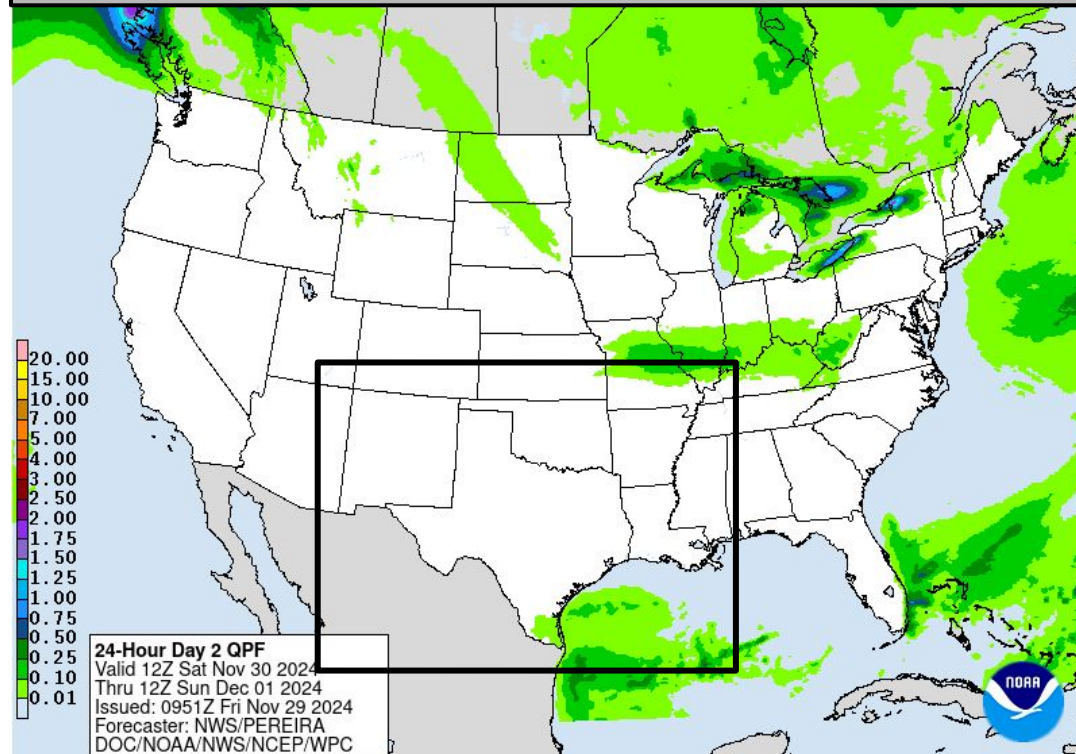 20.00
15.00
10.00
7.00
5.00
4.00
3.00
2.50
2.00
1.75
1.50
1.25
1.00
0.75
0.50
0.25
0.10
0.01
24-Hour Day 2 QPF
Valid 12Z Sat Nov 30 2024
Thru 12Z Sun Dec 01 2024
Issued: 0951Z Fri Nov 29 2024
Forecaster: NWS/PEREIRA
DOC/NOAA/NWS/NCEP/WPC
NOAA